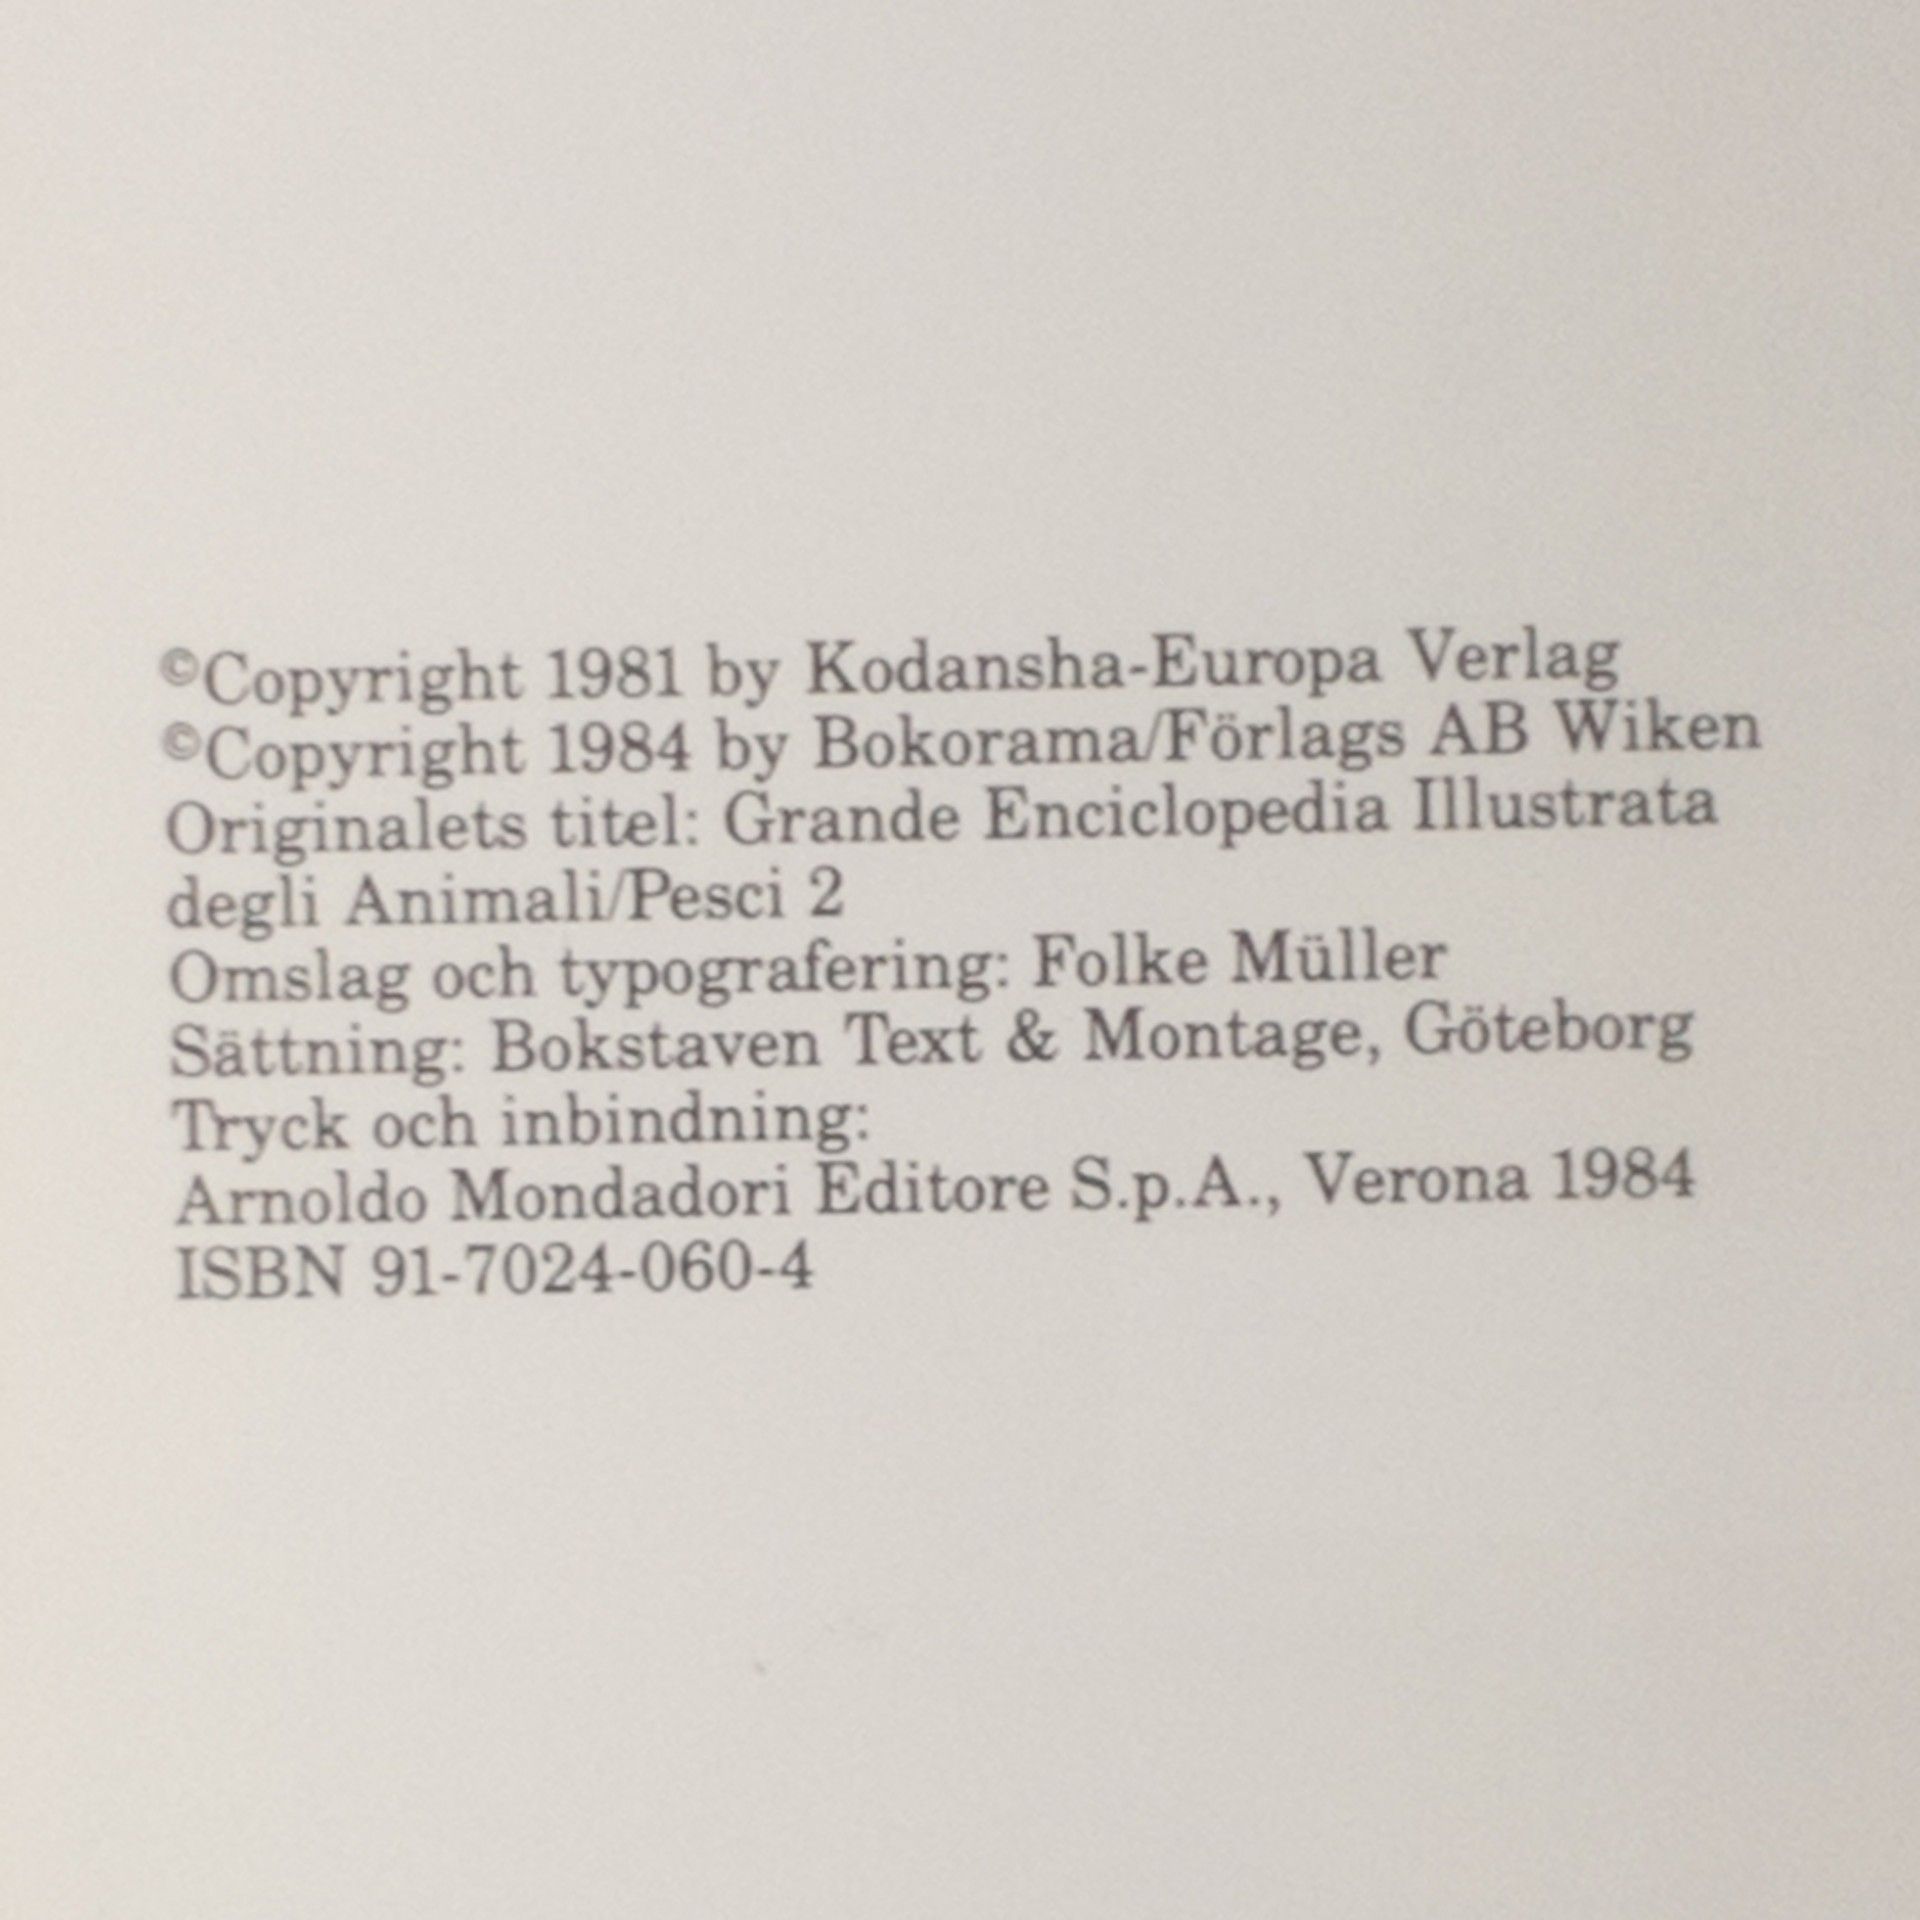 ©Copyright 1981 by Kodansha-Europa Verlag
©Copyright 1984 by Bokorama/Förlags AB Wiken
Originalets titel: Grande Enciclopedia Illustrata
degli Animali/Pesci 2
Omslag och typografering: Folke Müller
Sättning: Bokstaven Text & Montage, Göteborg
Tryck och inbindning:
Arnoldo Mondadori Editore S.p.A., Verona 1984
ISBN 91-7024-060-4